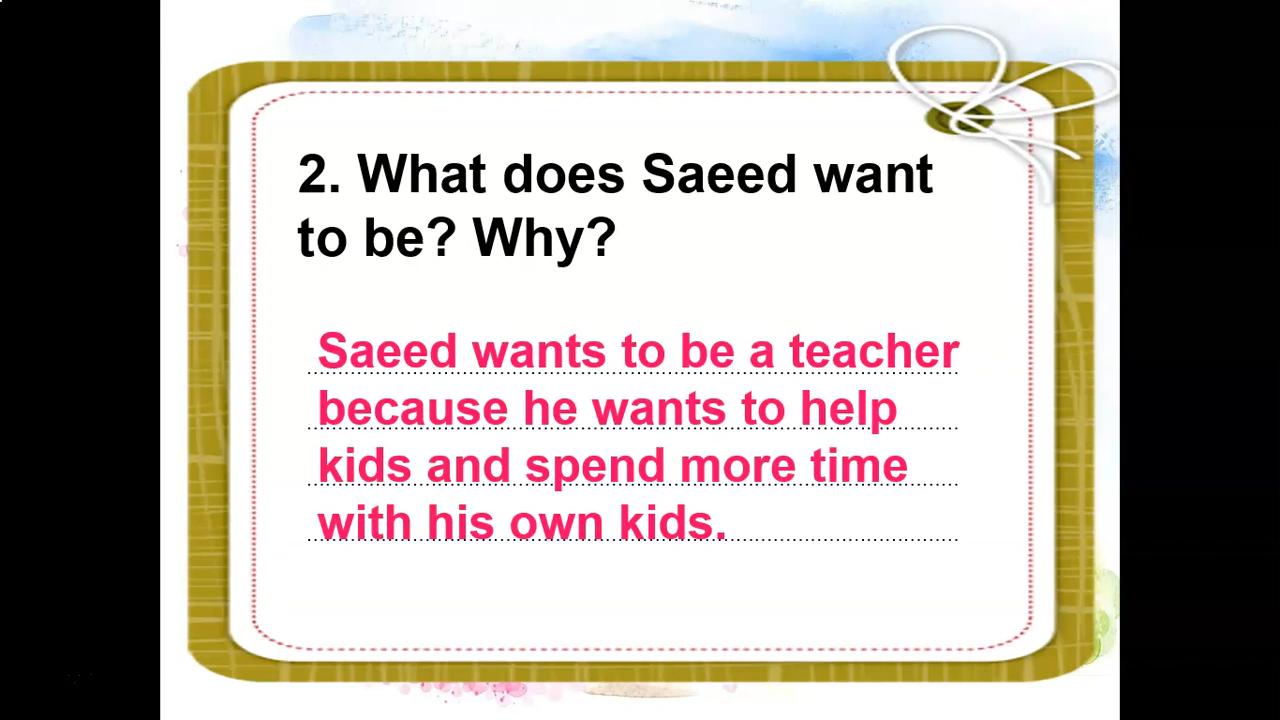 2. What does Saeed want
to be? Why?
Saeed wants to be a teacher
because he wants to help
kids and spend more time
with his own kids.